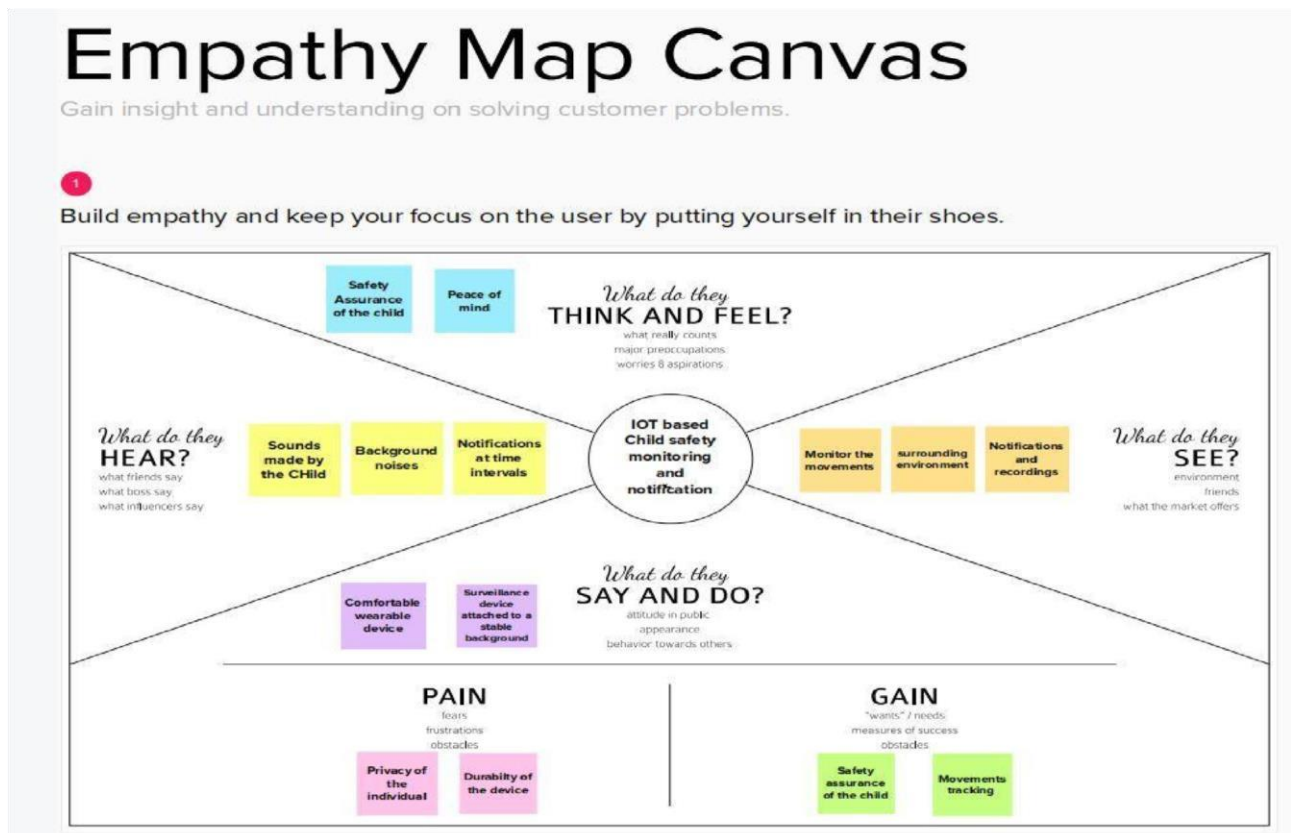 Empathy Map Canvas
Gain insight and understanding on solving customer problems.
1
Build empathy and keep your focus on the user by putting yourself in their shoes.
Safety
Assurance
of the child
Peace of
mind
What do they
THINK AND FEEL?
what really counts
major preoccupations
worries & aspirations
What do they
HEAR?
what friends say
what boss say
what influencers say
Sounds
made by
the CHild
Background
noises
Notifications
at time
intervals
IOT based
Child safety
monitoring
and
notification
Monitor the
movements
surrounding
environment
Notifications
and
recordings
What do they
SEE?
environment
friends
what the market offers
What do they
SAY AND DO?
attitude in public
appearance
behavior towards others
Comfortable
wearable
device
Surveillance
device
attached to a
stable
background
PAIN
fears
frustrations
obstacles
Privacy of
the
individual
Durabilty of
the device
GAIN
"wants" / needs
measures of success
obstacles
Safety
assurance
of the child
Movements
tracking